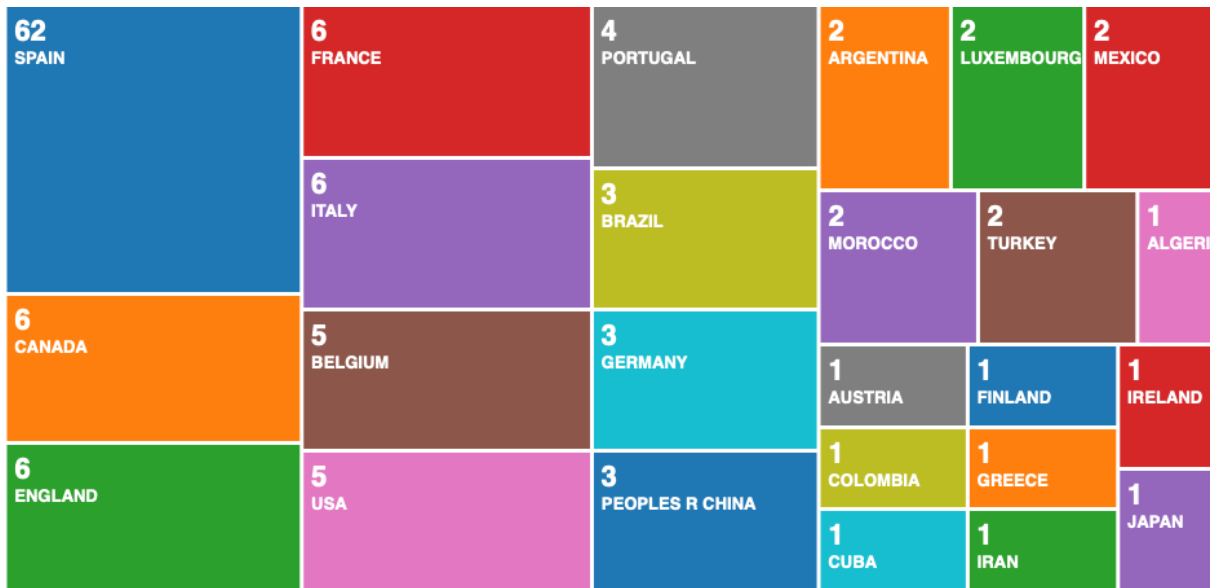 62
SPAIN
6
CANADA
6
ENGLAND
6
FRANCE
6
ITALY
5
BELGIUM
5
USA
4
PORTUGAL
3
BRAZIL
3
GERMANY
3
PEOPLES R CHINA
2
ARGENTINA
2
LUXEMBOURG
2
MEXICO
2
MOROCCO
2
TURKEY
1
ALGERI
1
AUSTRIA
1
COLOMBIA
1
CUBA
1
FINLAND
1
GREECE
1
IRAN
1
IRELAND
1
JAPAN